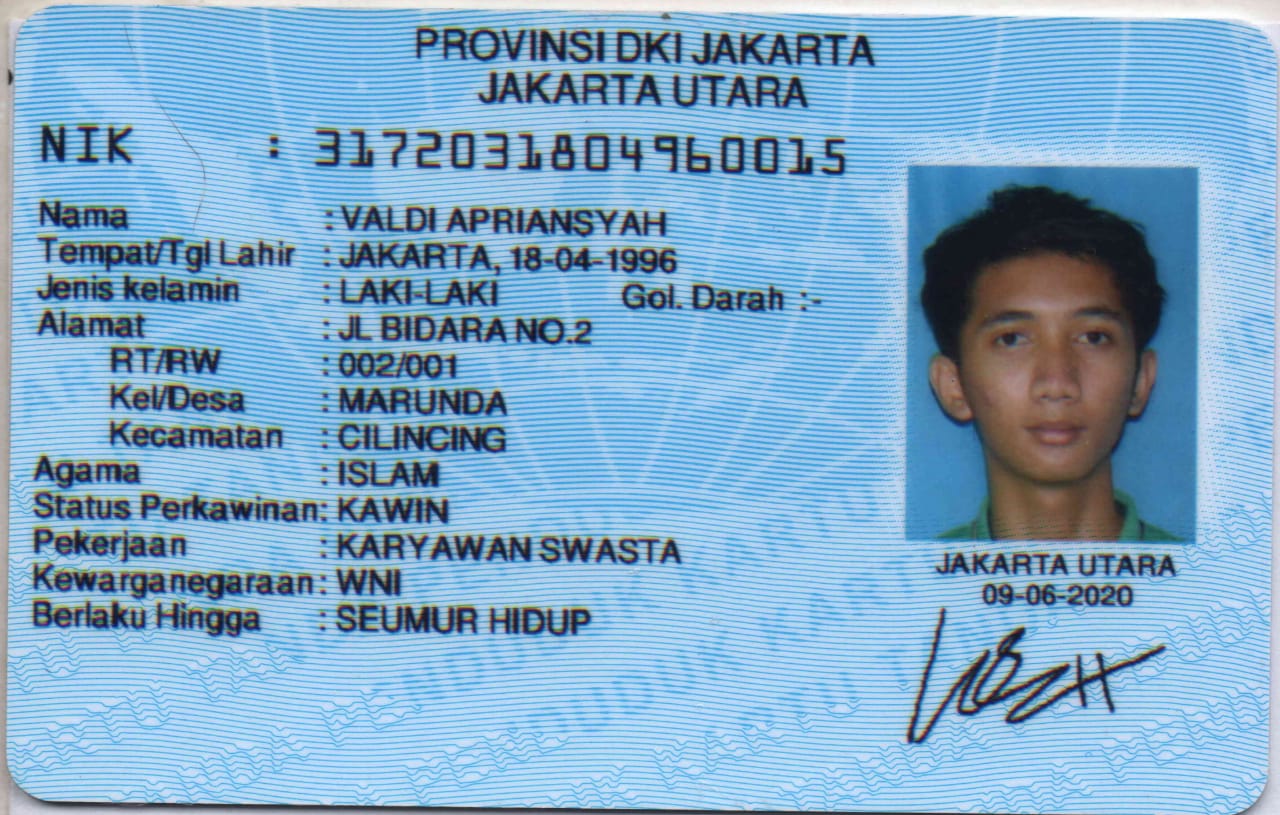 PROVINSI DKI JAKARTA
JAKARTA UTARA
NIK : 3172031804960015
Nama : VALDI APRIANSYAH
Tempat/Tgl Lahir : JAKARTA, 18-04-1996
Jenis kelamin : LAKI-LAKI Gol. Darah :-
Alamat : JL BIDARA NO.2
RT/RW : 002/001
Kel/Desa : MARUNDA
Kecamatan : CILINCING
Agama : ISLAM
Status Perkawinan: KAWIN
Pekerjaan : KARYAWAN SWASTA
Kewarganegaraan: WNI
Berlaku Hingga : SEUMUR HIDUP
JAKARTA UTARA
09-06-2020